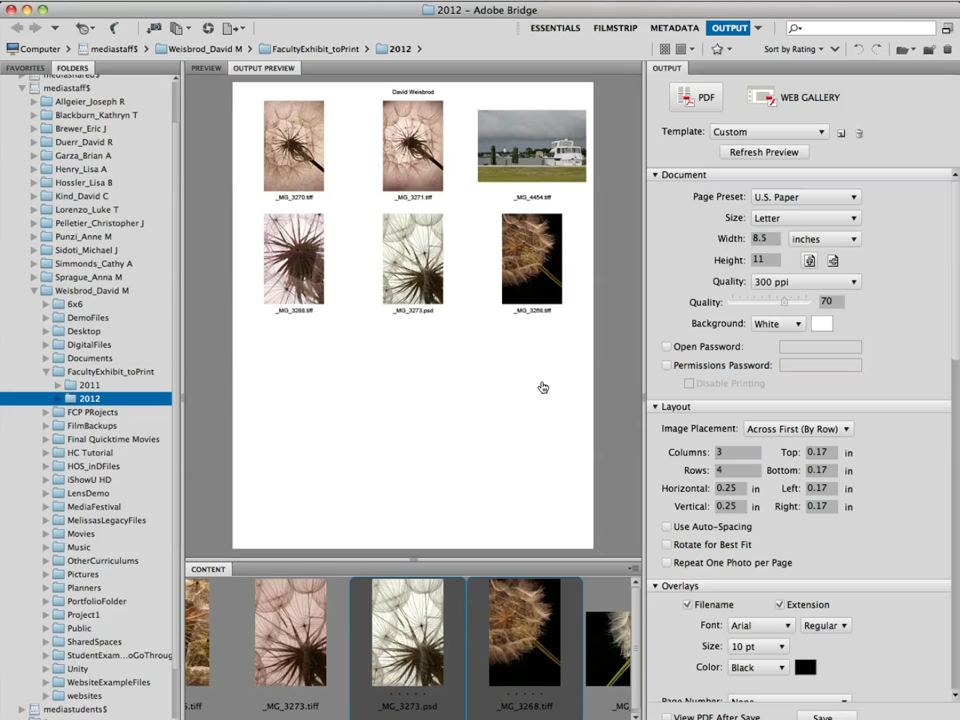 2012 – Adobe Bridge
ESSENTIALS FILMSTRIP METADATA OUTPUT
Computer mediastaff$ Weisbrod_David M FacultyExhibit_toPrint 2012 Sort by Rating
FAVORITES FOLDERS
mediashared$
mediastaff$
Allgeier_Joseph R
Blackburn_Kathryn T
Brewer_Eric J
Duerr_David R
Garza_Brian A
Henry_Lisa A
Hossler_Lisa B
Kind_David C
Lorenzo_Luke T
Pelletier_Christopher J
Punzi_Anne M
Sidoti_Michael J
Simmonds_Cathy A
Sprague_Anna M
Weisbrod_David M
6x6
DemoFiles
Desktop
DigitalFiles
Documents
FacultyExhibit_toPrint
2011
2012
FCP PRojects
FilmBackups
Final Quicktime Movies
HC Tutorial
HOS_inDFiles
iShowU HD
LensDemo
MediaFestival
MelissasLegacyFiles
Movies
Music
OtherCurriculums
Pictures
Planners
PortfolioFolder
Project1
Public
SharedSpaces
StudentExam...oGoThrough
Unity
WebsiteExampleFiles
websites
mediastudents$
PREVIEW OUTPUT PREVIEW
David Weisbrod
_MG_3270.tiff _MG_3271.tiff _MG_4454.tiff
_MG_3288.tiff _MG_3273.psd _MG_3268.tiff
CONTENT
5.tiff _MG_3273.tiff _MG_3273.psd _MG_3268.tiff
OUTPUT
PDF WEB GALLERY
Template: Custom
Refresh Preview
Document
Page Preset: U.S. Paper
Size: Letter
Width: 8.5 inches
Height: 11
Quality: 300 ppi
Quality: 70
Background: White
Open Password:
Permissions Password:
Disable Printing
Layout
Image Placement: Across First (By Row)
Columns: 3 Top: 0.17 in
Rows: 4 Bottom: 0.17 in
Horizontal: 0.25 in Left: 0.17 in
Vertical: 0.25 in Right: 0.17 in
Use Auto-Spacing
Rotate for Best Fit
Repeat One Photo per Page
Overlays
Filename Extension
Font: Arial Regular
Size: 10 pt
Color: Black
Page Number: None
View PDF After Save Save